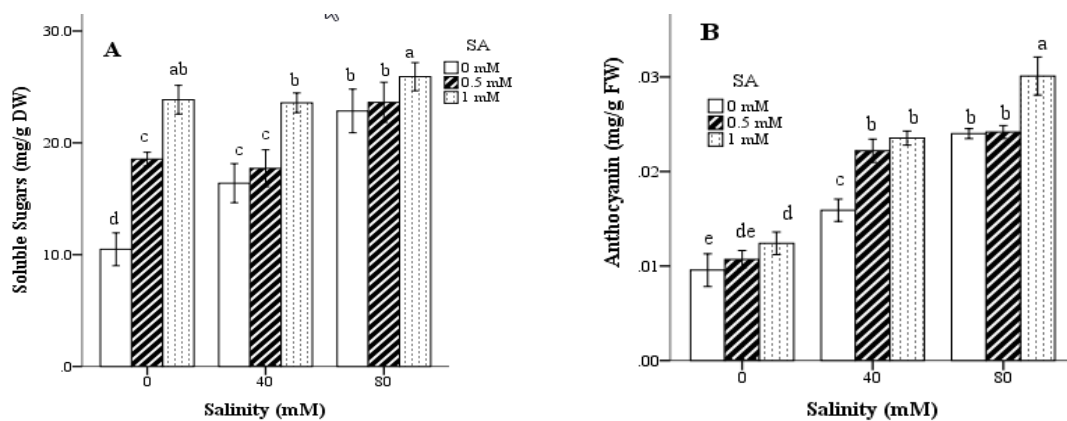 A
Soluble Sugars (mg/g DW)
30.0
20.0
10.0
.0
d
c
ab
c
c
b
b
b
a
SA
0 mM
0.5 mM
1 mM
0
40
80
Salinity (mM)
B
Anthocyanin (mg/g FW)
.03
.02
.01
.00
SA
0 mM
0.5 mM
1 mM
e
de
d
c
b
b
b
b
a
0
40
80
Salinity (mM)